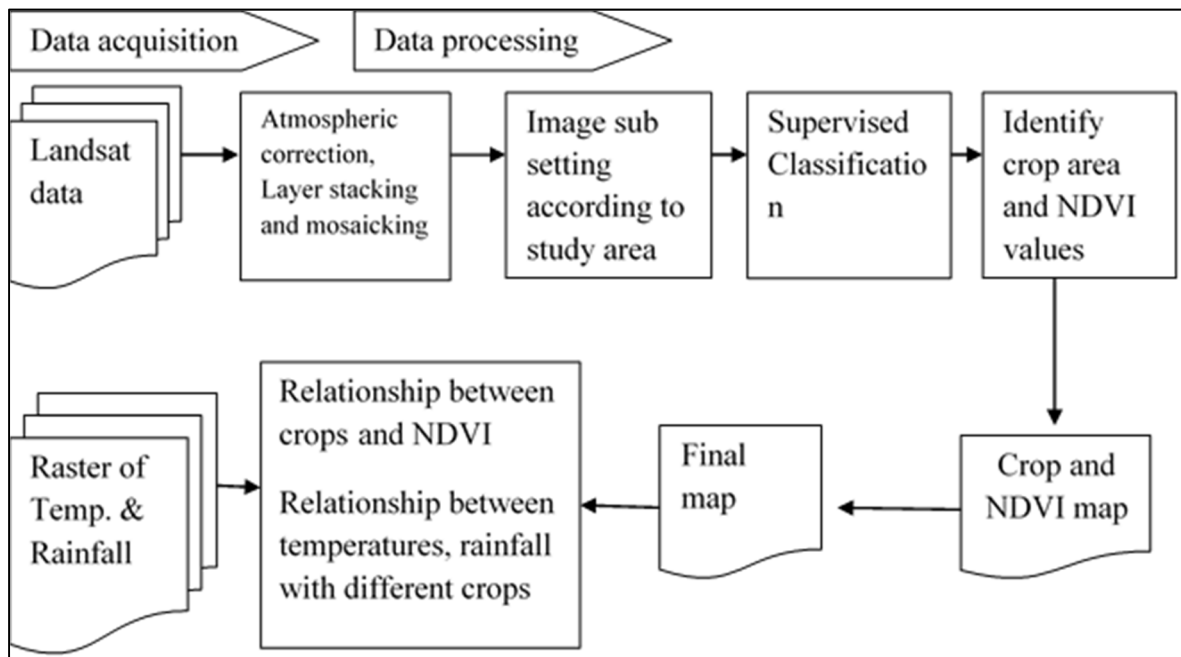 Data acquisition
Data processing
Landsat
data
Atmospheric
correction,
Layer stacking
and mosaicking
Image sub
setting
according to
study area
Supervised
Classificatio
n
Identify
crop area
and NDVI
values
Raster of
Temp. &
Rainfall
Relationship between
crops and NDVI
Relationship between
temperatures, rainfall
with different crops
Final
map
Crop and
NDVI map